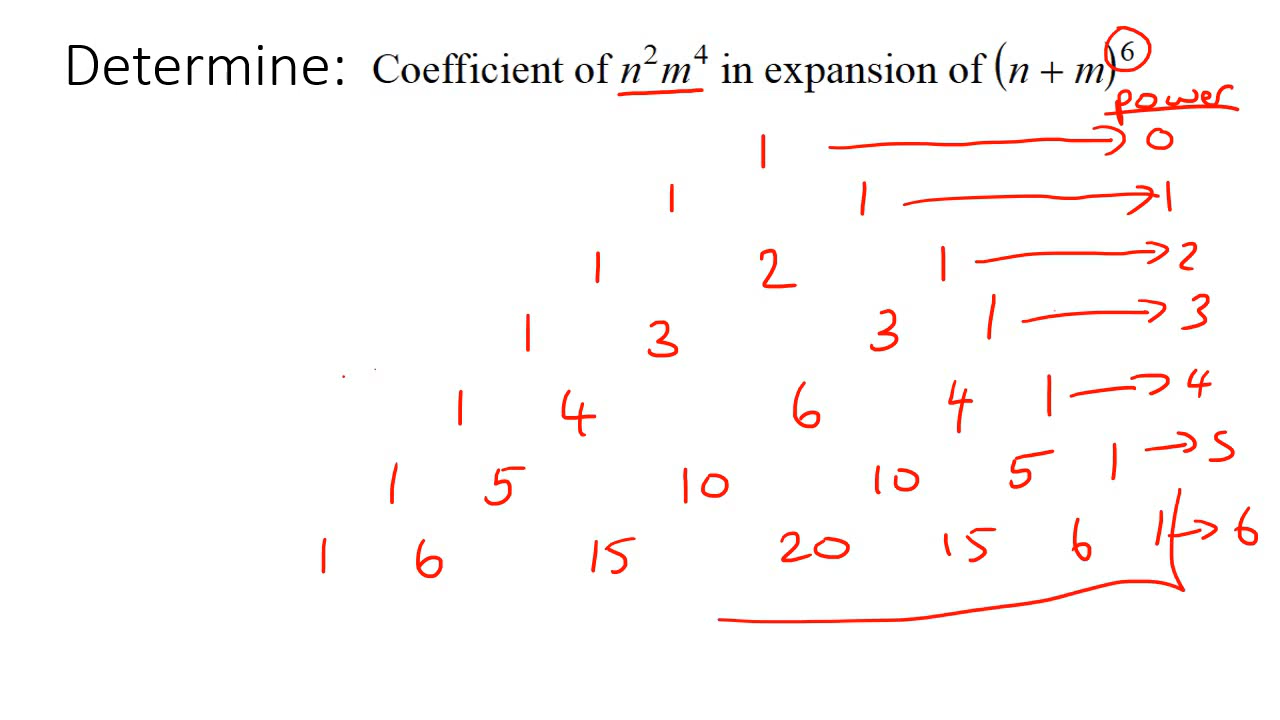 Determine: Coefficient of n²m⁴ in expansion of (n + m)⁶
power
1 → 0
1 1 → 1
1 2 1 → 2
1 3 3 1 → 3
1 4 6 4 1 → 4
1 5 10 10 5 1 → 5
1 6 15 20 15 6 1 → 6